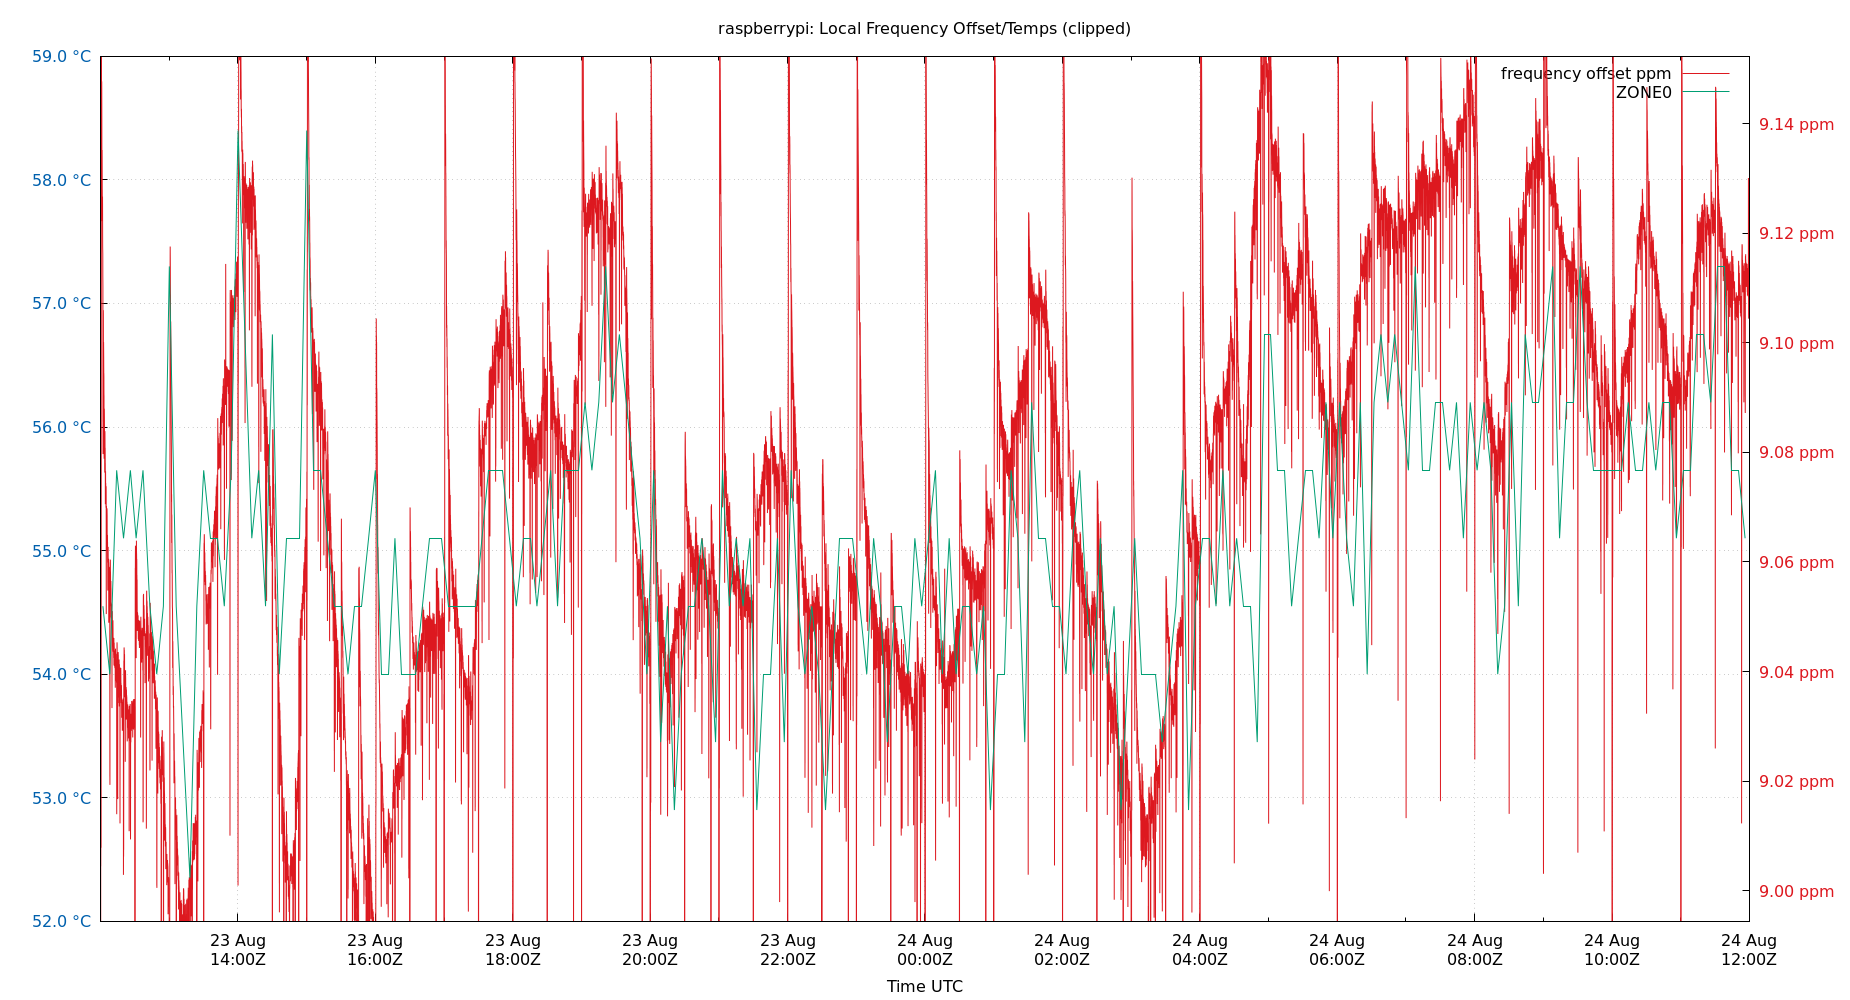 raspberrypi: Local Frequency Offset/Temps (clipped)
59.0 °C
58.0 °C
57.0 °C
56.0 °C
55.0 °C
54.0 °C
53.0 °C
52.0 °C
frequency offset ppm
ZONE0
9.14 ppm
9.12 ppm
9.10 ppm
9.08 ppm
9.06 ppm
9.04 ppm
9.02 ppm
9.00 ppm
23 Aug
14:00Z
23 Aug
16:00Z
23 Aug
18:00Z
23 Aug
20:00Z
23 Aug
22:00Z
24 Aug
00:00Z
24 Aug
02:00Z
24 Aug
04:00Z
24 Aug
06:00Z
24 Aug
08:00Z
24 Aug
10:00Z
24 Aug
12:00Z
Time UTC